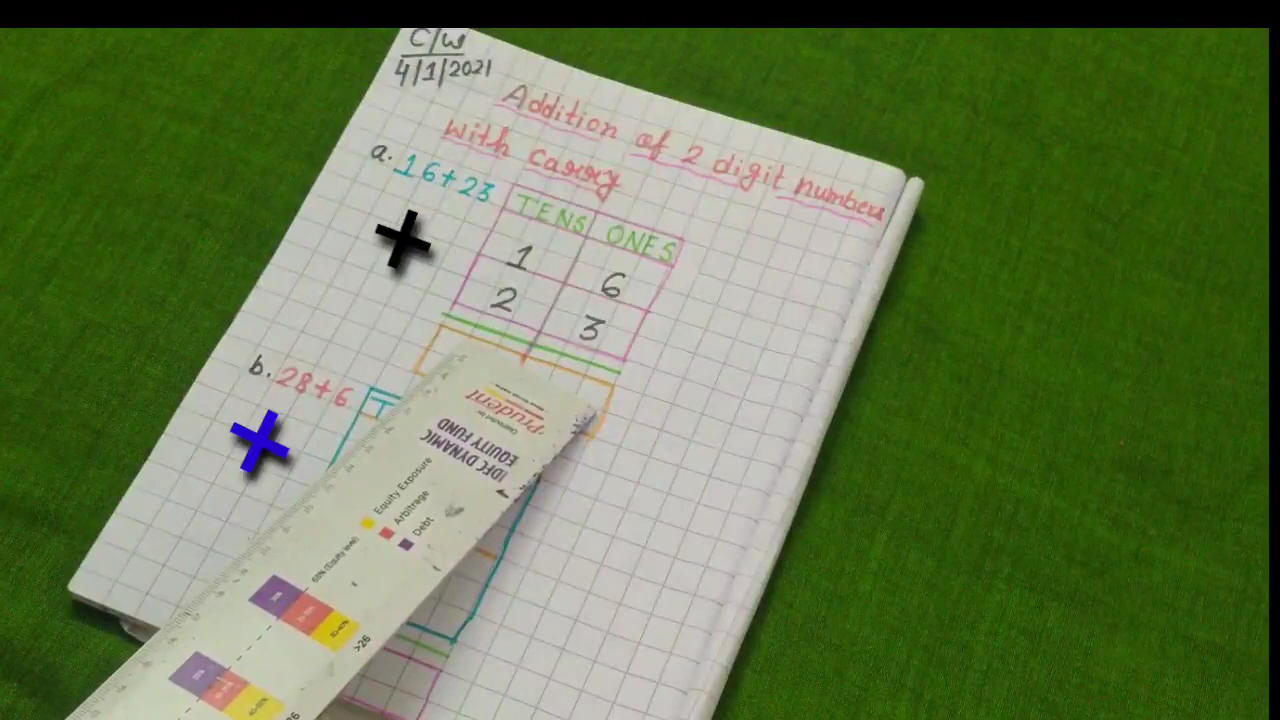 C/W
4/1/2021
Addition of 2 digit numbers
with carry
a. 16+23
TENS ONES
1 6
2 3
b. 28+6
T
Prudent
IDFC DYNAMIC
EQUITY FUND
Equity Exposure
Arbitrage
Debt
>26